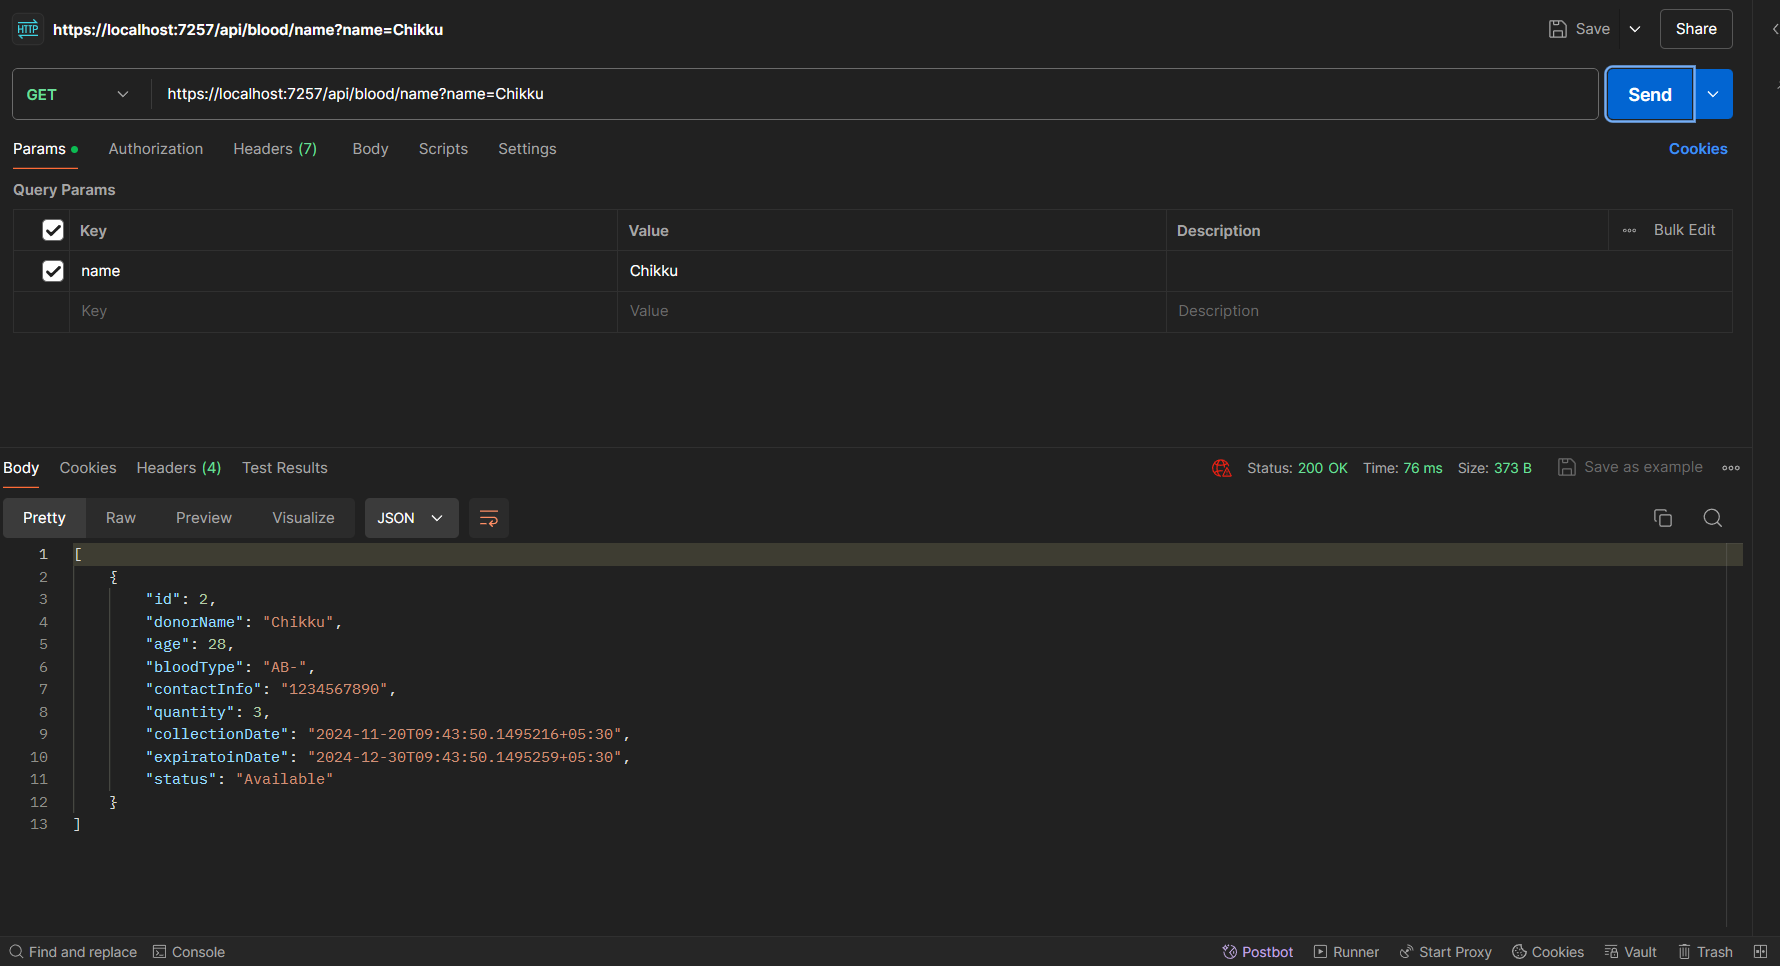 HTTP https://localhost:7257/api/blood/name?name=Chikku Save Share
GET https://localhost:7257/api/blood/name?name=Chikku Send
Params Authorization Headers (7) Body Scripts Settings Cookies
Query Params
Key Value Description Bulk Edit
name Chikku
Key Value Description
Body Cookies Headers (4) Test Results Status: 200 OK Time: 76 ms Size: 373 B Save as example
Pretty Raw Preview Visualize JSON
1 [
2 {
3 "id": 2,
4 "donorName": "Chikku",
5 "age": 28,
6 "bloodType": "AB-",
7 "contactInfo": "1234567890",
8 "quantity": 3,
9 "collectionDate": "2024-11-20T09:43:50.1495216+05:30",
10 "expiratoinDate": "2024-12-30T09:43:50.1495259+05:30",
11 "status": "Available"
12 }
13 ]
Find and replace Console Postbot Runner Start Proxy Cookies Vault Trash